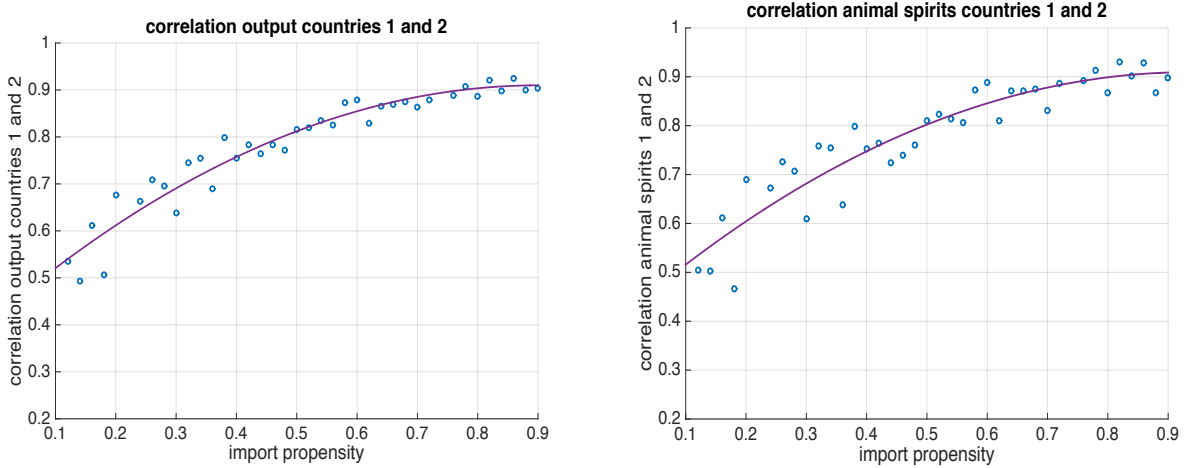 correlation output countries 1 and 2
correlation output countries 1 and 2
1
0.9
0.8
0.7
0.6
0.5
0.4
0.3
0.2
0.1 0.2 0.3 0.4 0.5 0.6 0.7 0.8 0.9
import propensity
correlation animal spirits countries 1 and 2
correlation animal spirits 1 and 2
1
0.9
0.8
0.7
0.6
0.5
0.4
0.3
0.2
0.1 0.2 0.3 0.4 0.5 0.6 0.7 0.8 0.9
import propensity